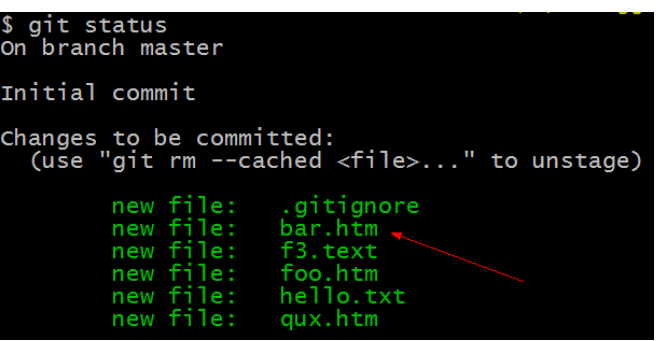 $ git status
On branch master
Initial commit
Changes to be committed:
(use "git rm --cached <file>..." to unstage)
new file: .gitignore
new file: bar.htm
new file: f3.text
new file: foo.htm
new file: hello.txt
new file: qux.htm